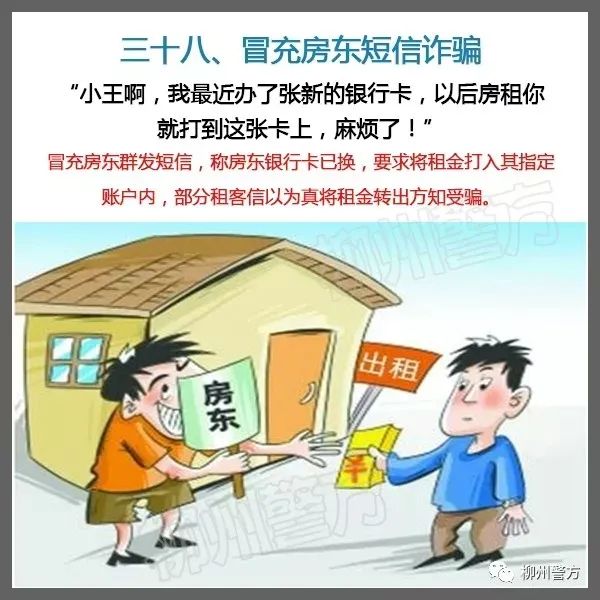 三十八、冒充房东短信诈骗
“小王啊，我最近办了张新的银行卡，以后房租你
就打到这张卡上，麻烦了！”
冒充房东群发短信，称房东银行卡已换，要求将租金打入其指定
账户内，部分租客信以为真将租金转出方知受骗。
柳州警方
出租
房东
羊
柳州警方
柳州警方